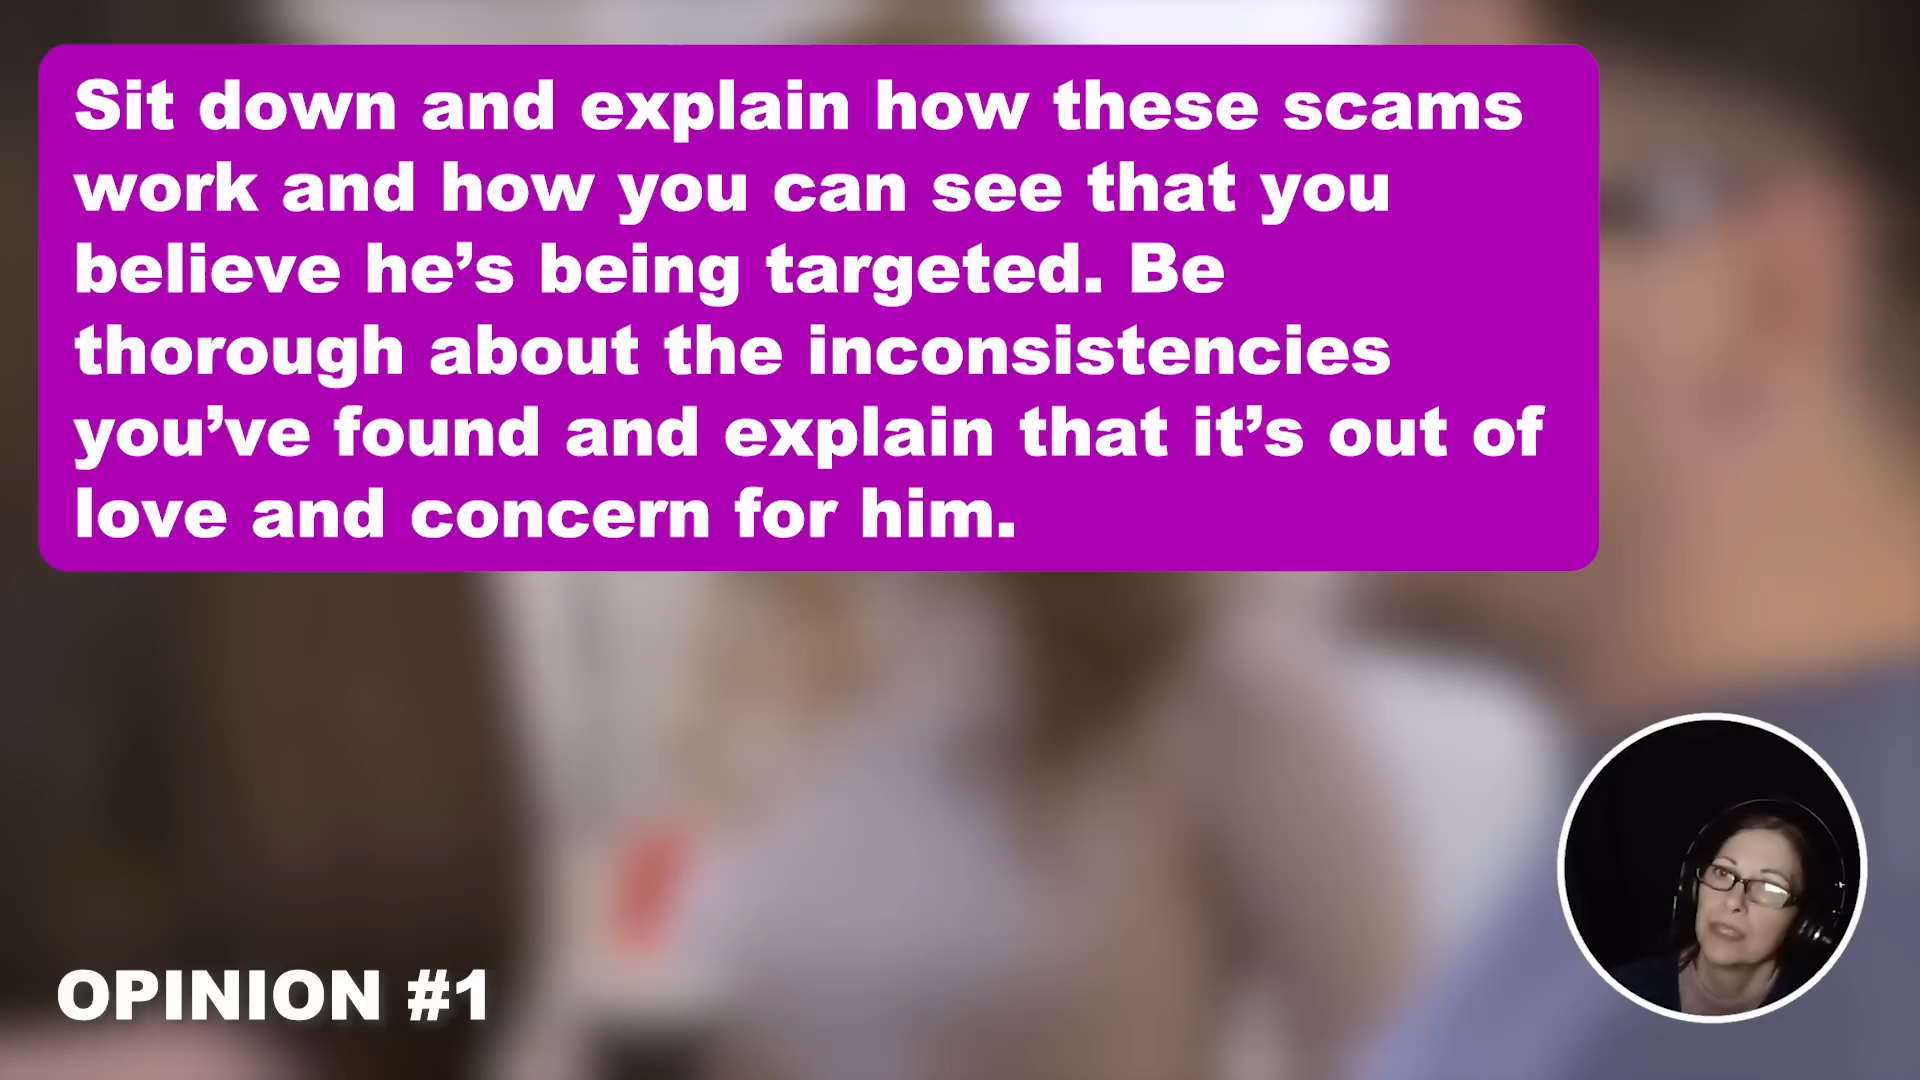 Sit down and explain how these scams
work and how you can see that you
believe he’s being targeted. Be
thorough about the inconsistencies
you’ve found and explain that it’s out of
love and concern for him.
OPINION #1